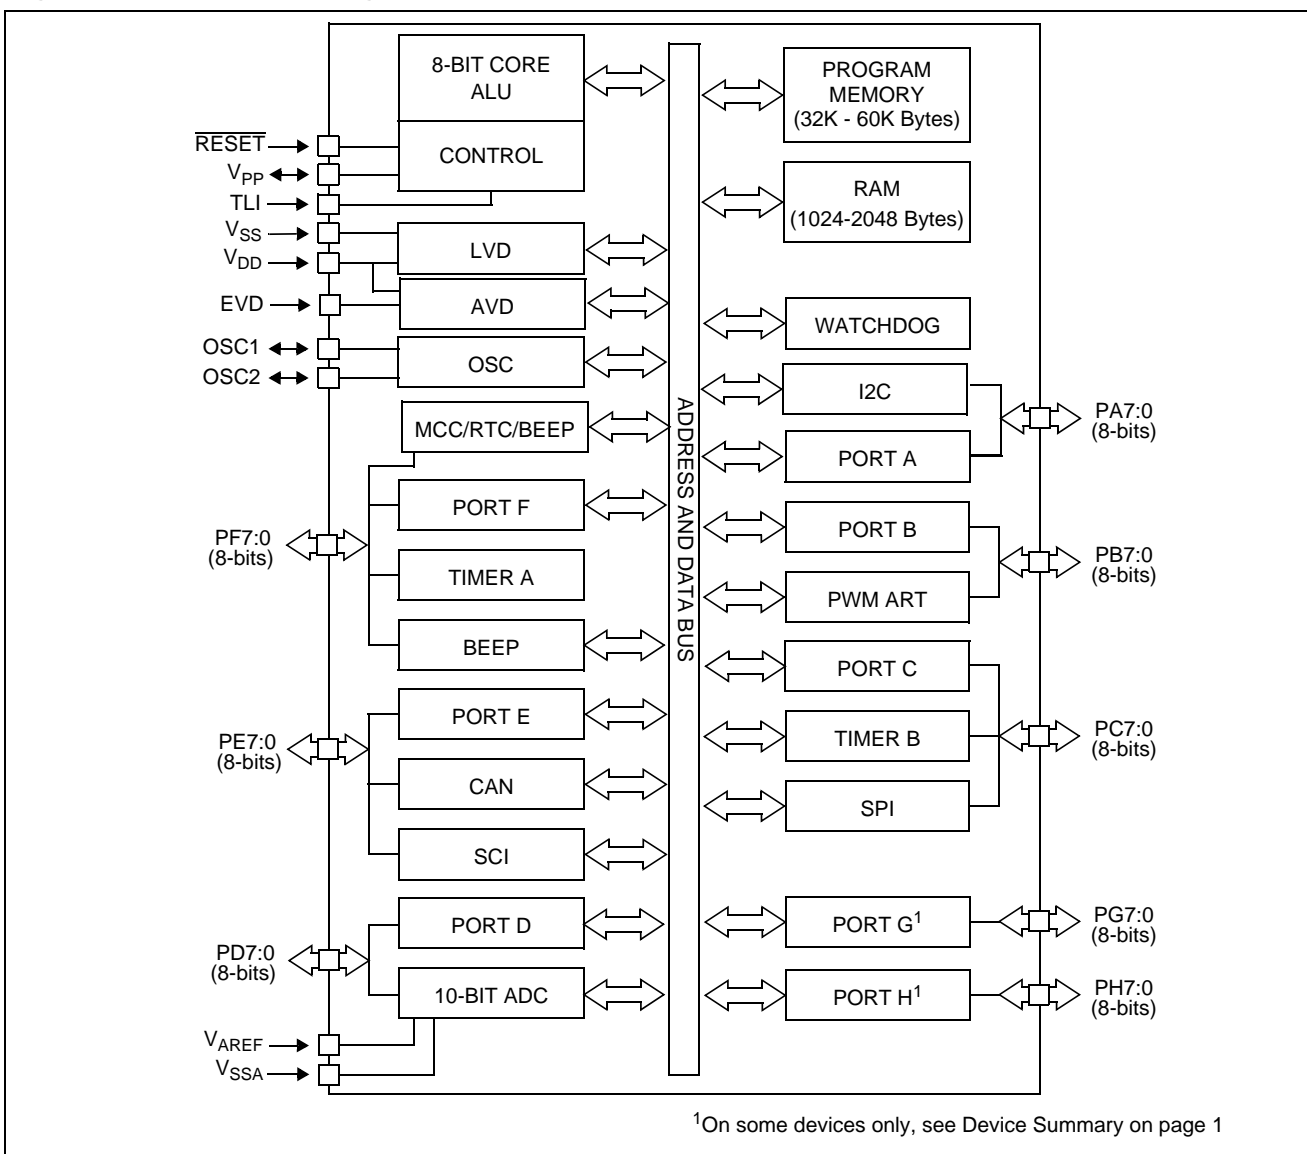 8-BIT CORE
ALU
CONTROL
RESET
VPP
TLI
VSS
VDD
EVD
OSC1
OSC2
LVD
AVD
OSC
MCC/RTC/BEEP
PORT F
TIMER A
BEEP
PF7:0
(8-bits)
PORT E
CAN
SCI
PE7:0
(8-bits)
PORT D
10-BIT ADC
PD7:0
(8-bits)
VAREF
VSSA
ADDRESS AND DATA BUS
PROGRAM
MEMORY
(32K - 60K Bytes)
RAM
(1024-2048 Bytes)
WATCHDOG
I2C
PORT A
PA7:0
(8-bits)
PORT B
PWM ART
PB7:0
(8-bits)
PORT C
TIMER B
SPI
PC7:0
(8-bits)
PORT G1
PG7:0
(8-bits)
PORT H1
PH7:0
(8-bits)
1On some devices only, see Device Summary on page 1